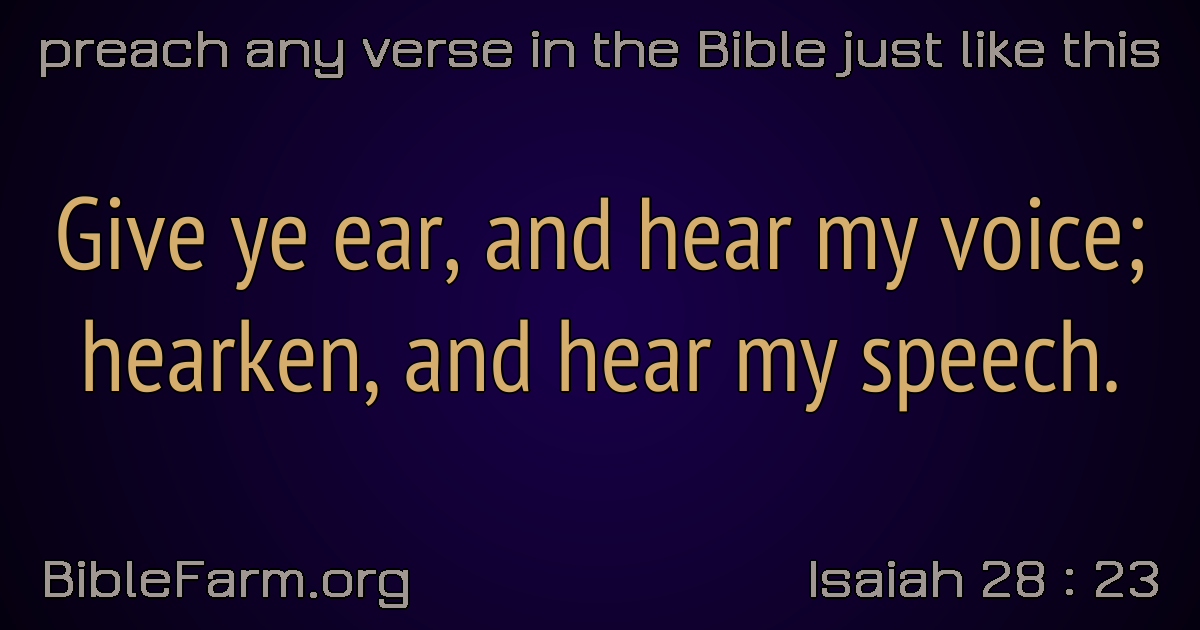 preach any verse in the Bible just like this
Give ye ear, and hear my voice;
hearken, and hear my speech.
BibleFarm.org
Isaiah 28 : 23